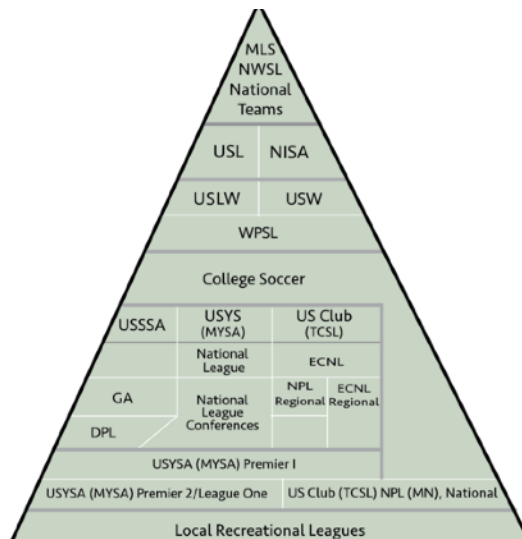 MLS
NWSL
National
Teams
USL NISA
USLW USW
WPSL
College Soccer
USSSA
USYS
(MYSA)
US Club
(TCSL)
National
League
ECNL
GA
National
League
Conferences
NPL
Regional
ECNL
Regional
DPL
USYSA (MYSA) Premier I
USYSA (MYSA) Premier 2/League One
US Club (TCSL) NPL (MN), National
Local Recreational Leagues